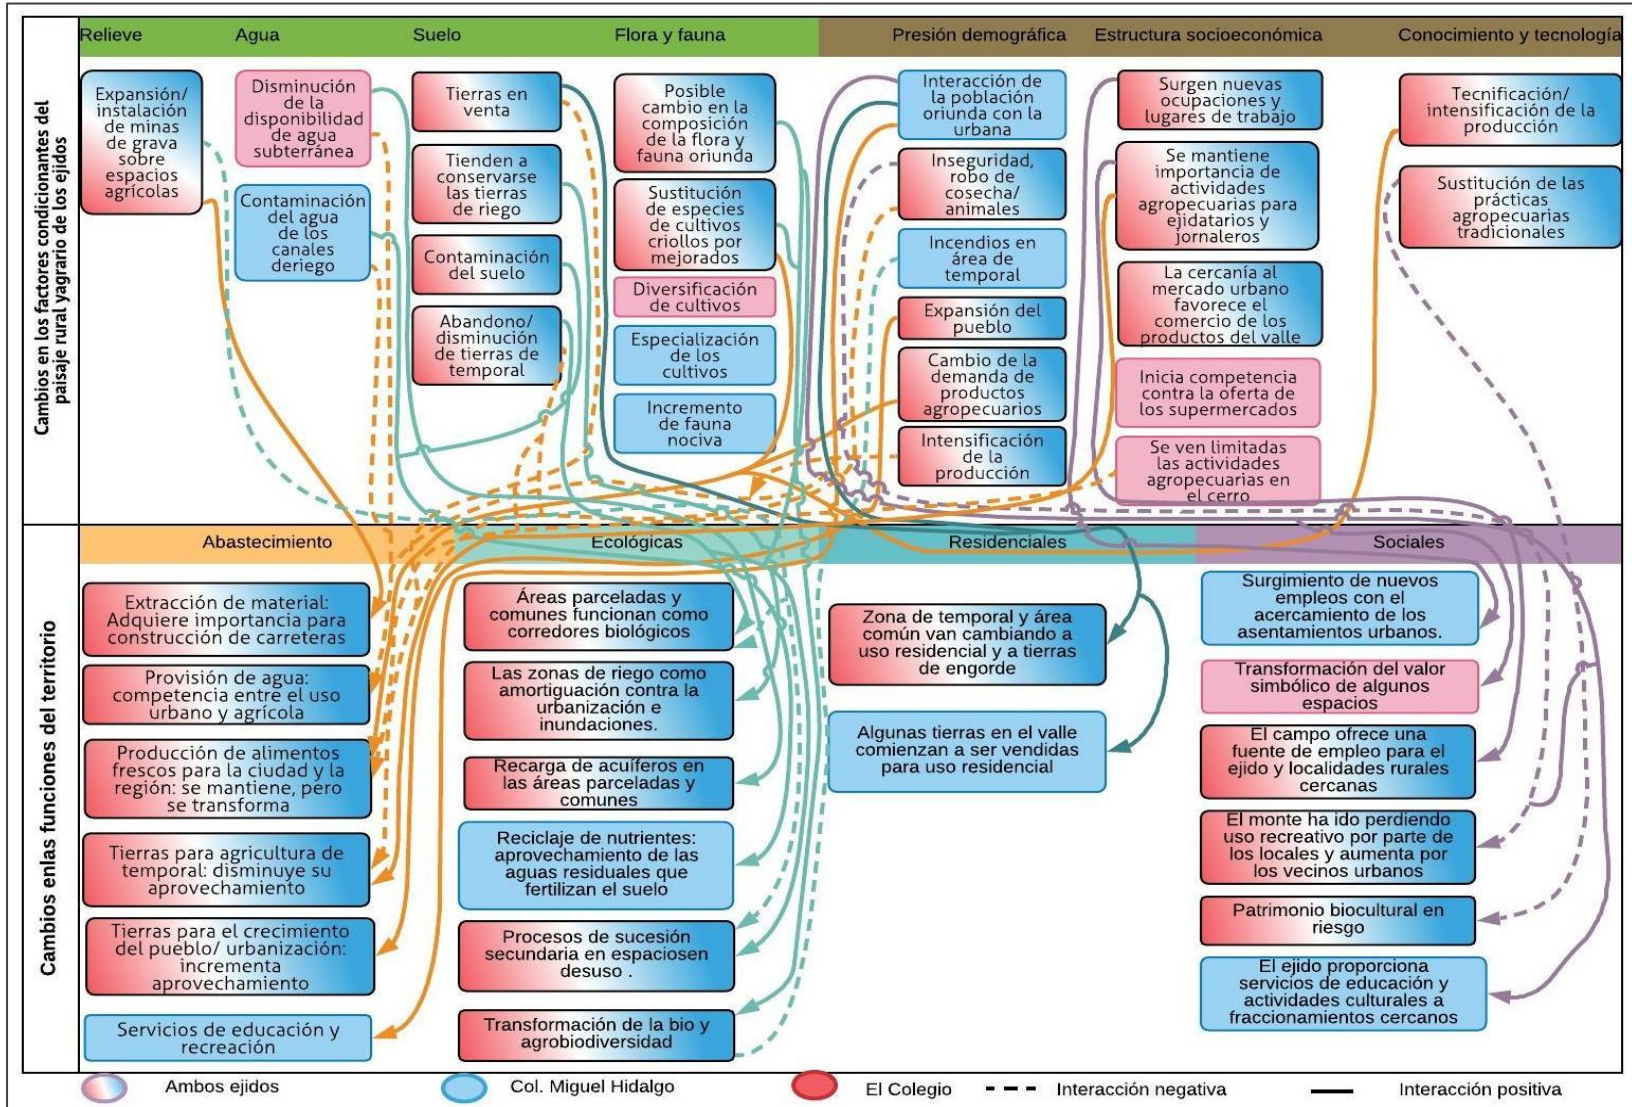 Relieve
Agua
Suelo
Flora y fauna
Presión demográfica
Estructura socioeconómica
Conocimiento y tecnología
Cambios en los factores condicionantes del
paisaje rural yagrario de los ejidos
Expansión/
instalación
de minas
de grava
sobre
espacios
agrícolas
Disminución
de la
disponibilidad
de agua
subterránea
Contaminación
del agua
de los
canales
deriego
Tierras en
venta
Tienden a
conservarse
las tierras
de riego
Contaminación
del suelo
Abandono/
disminución
de tierras de
temporal
Posible
cambio en la
composición
de la flora y
fauna oriunda
Sustitución
de especies
de cultivos
criollos por
mejorados
Diversificación
de cultivos
Especialización
de los
cultivos
Incremento
de fauna
nociva
Interacción de
la población
oriunda con la
urbana
Inseguridad,
robo de
cosecha/
animales
Incendios en
área de
temporal
Expansión del
pueblo
Cambio de la
demanda de
productos
agropecuarios
Intensificación
de la
producción
Surgen nuevas
ocupaciones y
lugares de trabajo
Se mantiene
importancia de
actividades
agropecuarias para
ejidatarios y
jornaleros
La cercanía al
mercado urbano
favorece el
comercio de los
productos del valle
Inicia competencia
contra la oferta de
los supermercados
Se ven limitadas
las actividades
agropecuarias en
el cerro
Tecnificación/
intensificación de la
producción
Sustitución de las
prácticas
agropecuarias
tradicionales
Cambios enlas funciones del territorio
Abastecimiento
Ecológicas
Residenciales
Sociales
Extracción de material:
Adquiere importancia para
construcción de carreteras
Provisión de agua:
competencia entre el uso
urbano y agrícola
Producción de alimentos
frescos para la ciudad y la
región: se mantiene, pero
se transforma
Tierras para agricultura de
temporal: disminuye su
aprovechamiento
Tierras para el crecimiento
del pueblo/ urbanización:
incrementa
aprovechamiento
Servicios de educación y
recreación
Áreas parceladas y
comunes funcionan como
corredores biológicos
Las zonas de riego como
amortiguación contra la
urbanización e
inundaciones.
Recarga de acuíferos en
las áreas parceladas y
comunes
Reciclaje de nutrientes:
aprovechamiento de las
aguas residuales que
fertilizan el suelo
Procesos de sucesión
secundaria en espaciosen
desuso .
Transformación de la bio y
agrobiodiversidad
Zona de temporal y área
común van cambiando a
uso residencial y a tierras
de engorde
Algunas tierras en el valle
comienzan a ser vendidas
para uso residencial
Surgimiento de nuevos
empleos con el
acercamiento de los
asentamientos urbanos.
Transformación del valor
simbólico de algunos
espacios
El campo ofrece una
fuente de empleo para el
ejido y localidades rurales
cercanas
El monte ha ido perdiendo
uso recreativo por parte de
los locales y aumenta por
los vecinos urbanos
Patrimonio biocultural en
riesgo
El ejido proporciona
servicios de educación y
actividades culturales a
fraccionamientos cercanos
Ambos ejidos
Col. Miguel Hidalgo
El Colegio
Interacción negativa
Interacción positiva